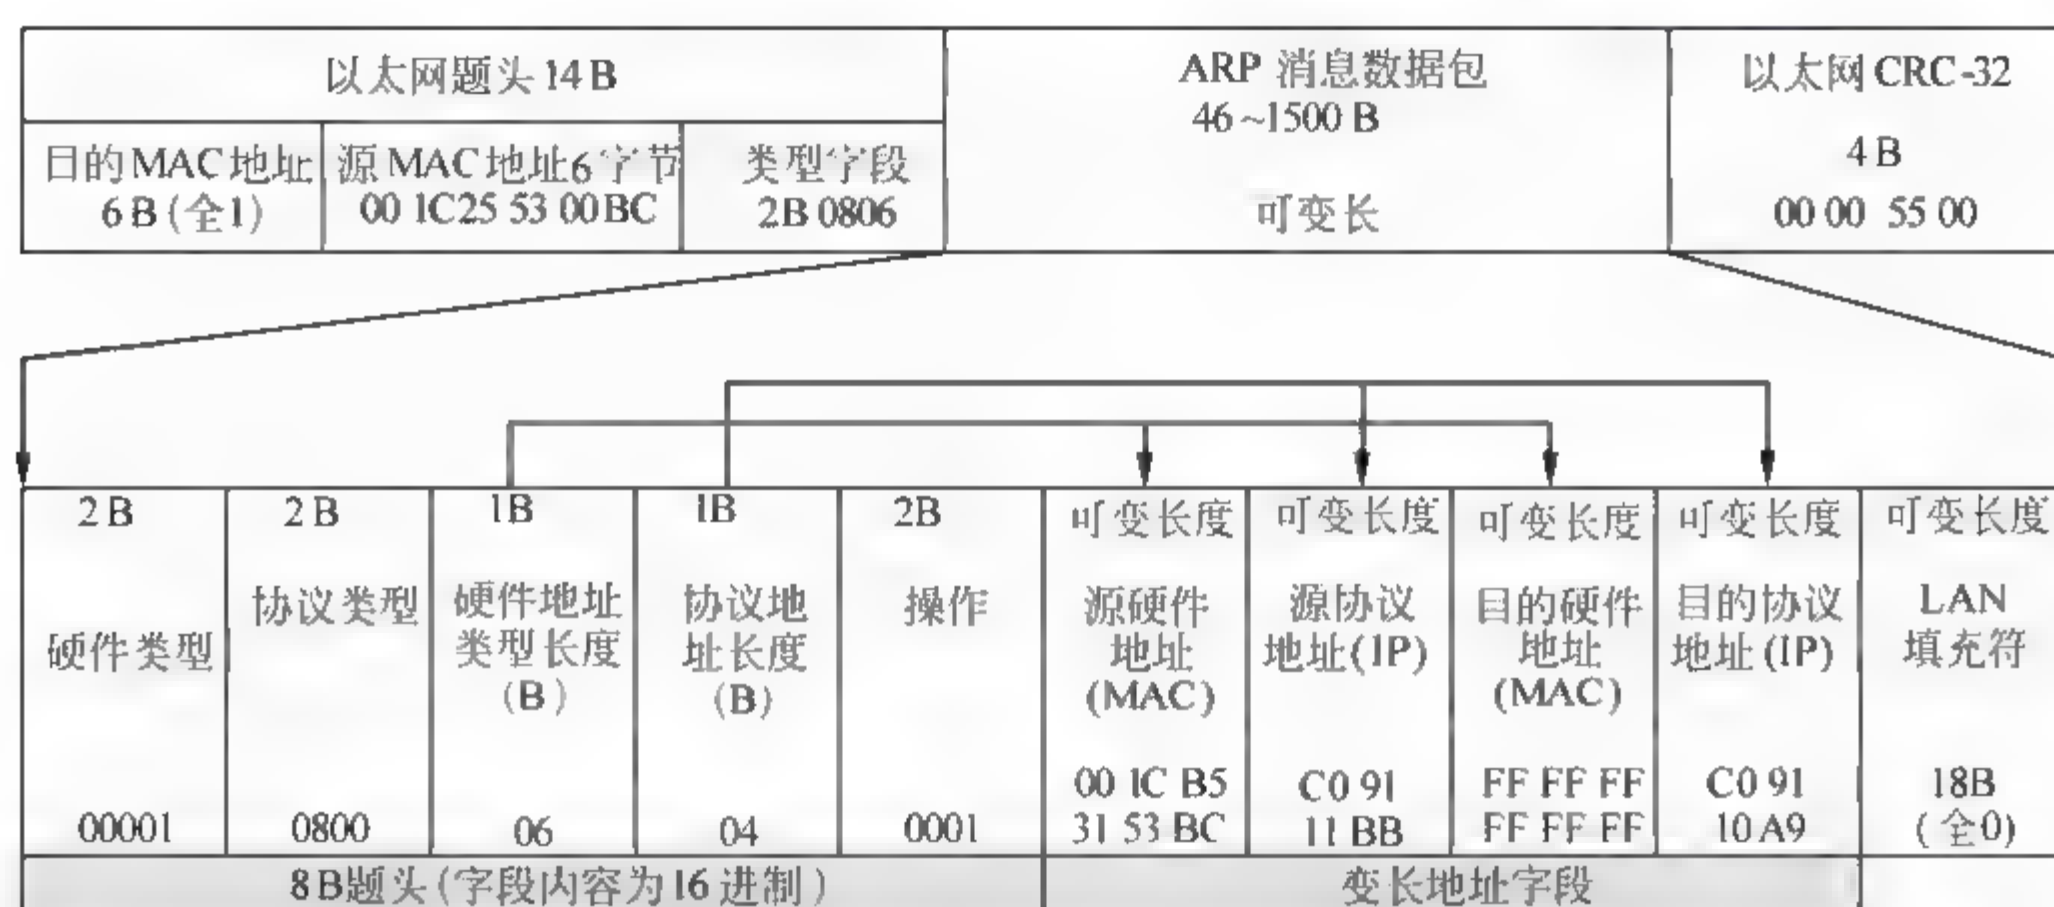 以太网题头14B
ARP 消息数据包
46~1500 B
可变长
以太网 CRC-32
4B
00 00 55 00
目的MAC地址
6B(全1)
源MAC地址6字节
00 1C25 53 00BC
类型字段
2B 0806
2B
硬件类型
00001
2B
协议类型
0800
1B
硬件地址
类型长度
(B)
06
1B
协议地
址长度
(B)
04
2B
操作
0001
可变长度
源硬件
地址
(MAC)
00 1C B5
31 53 BC
可变长度
源协议
地址(IP)
C0 91
11 BB
可变长度
目的硬件
地址
(MAC)
FF FF FF
FF FF FF
可变长度
目的协议
地址(IP)
C0 91
10 A9
可变长度
LAN
填充符
18B
(全0)
8B题头(字段内容为16进制)
变长地址字段